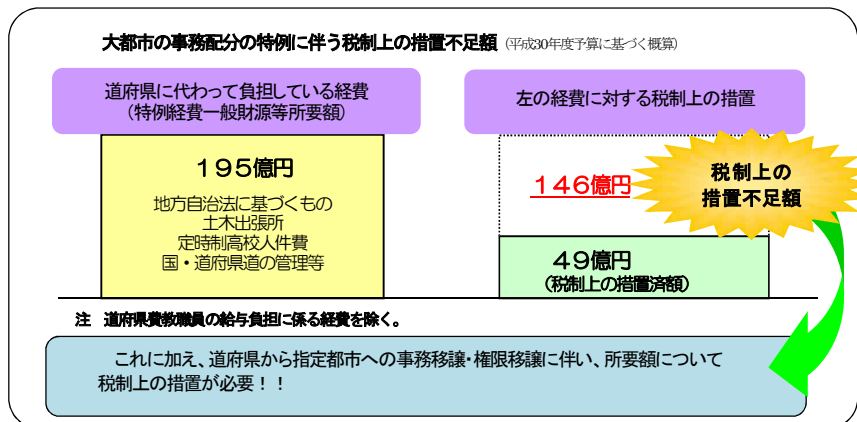 大都市の事務配分の特例に伴う税制上の措置不足額（平成30年度予算に基づく概算）
道府県に代わって負担している経費
（特例経費一般財源等所要額）
左の経費に対する税制上の措置
１９５億円
地方自治法に基づくもの
土木出張所
定時制高校人件費
国・道府県道の管理等
１４６億円
税制上の
措置不足額
４９億円
（税制上の措置済額）
注　道府県費教職員の給与負担に係る経費を除く。
これに加え、道府県から指定都市への事務移譲・権限移譲に伴い、所要額について
税制上の措置が必要！！